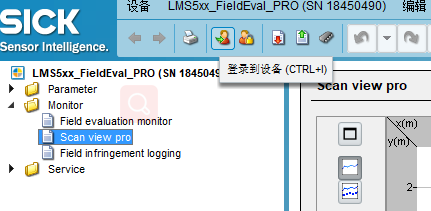 设备 LMS5xx_FieldEval_PRO (SN 18450490) 编辑
SICK
Sensor Intelligence.
登录到设备 (CTRL+I)
LMS5xx_FieldEval_PRO (SN 18450490)
Parameter
Monitor
Field evaluation monitor
Scan view pro
Field infringement logging
Service
Scan view pro
x(m)
y(m)
2